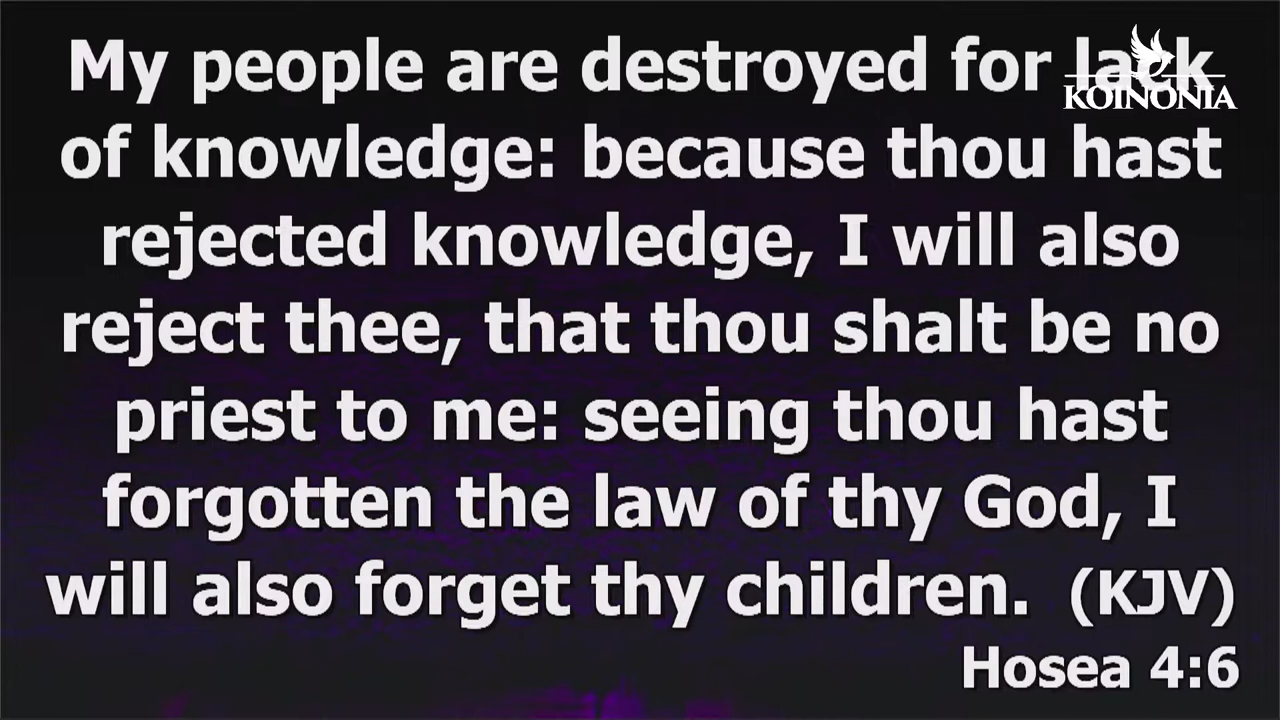 My people are destroyed for lack
KOINONIA
of knowledge: because thou hast
rejected knowledge, I will also
reject thee, that thou shalt be no
priest to me: seeing thou hast
forgotten the law of thy God, I
will also forget thy children. (KJV)
Hosea 4:6